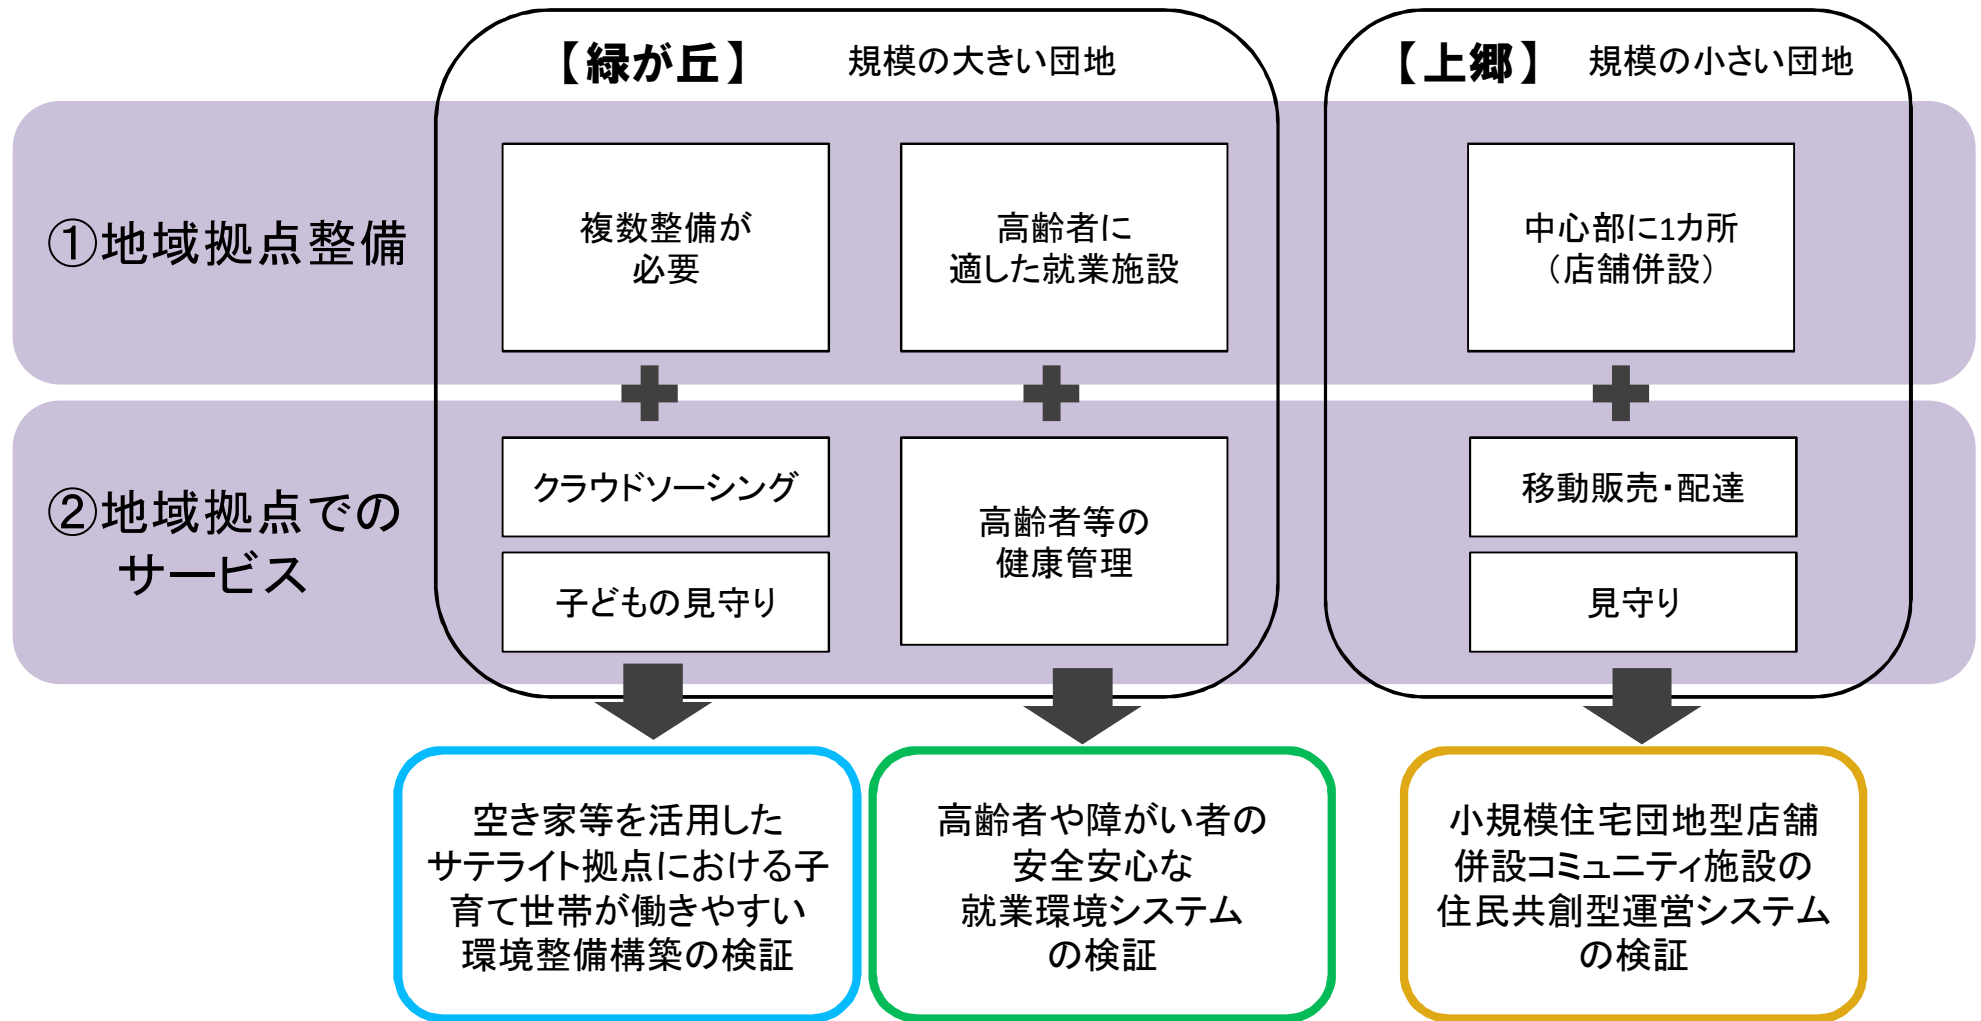 【緑が丘】 規模の大きい団地
【上郷】 規模の小さい団地
①地域拠点整備
複数整備が
必要
高齢者に
適した就業施設
中心部に1カ所
（店舗併設）
②地域拠点での
サービス
クラウドソーシング
子どもの見守り
高齢者等の
健康管理
移動販売・配達
見守り
空き家等を活用した
サテライト拠点における子
育て世帯が働きやすい
環境整備構築の検証
高齢者や障がい者の
安全安心な
就業環境システム
の検証
小規模住宅団地型店舗
併設コミュニティ施設の
住民共創型運営システム
の検証